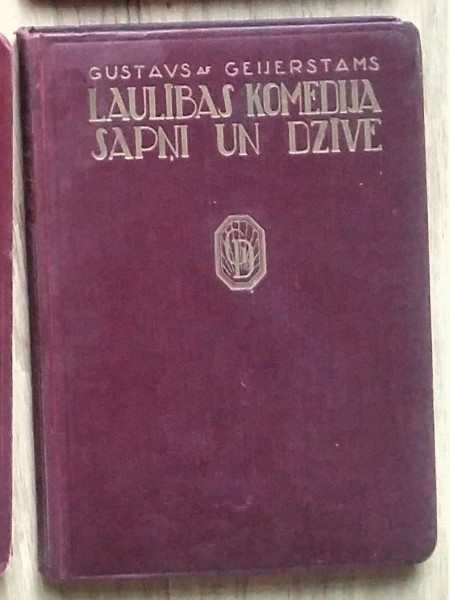 GUSTAVS AF GEIJERSTAMS
LAULĪBAS KOMEDIJA
SAPŅI UN DZĪVE